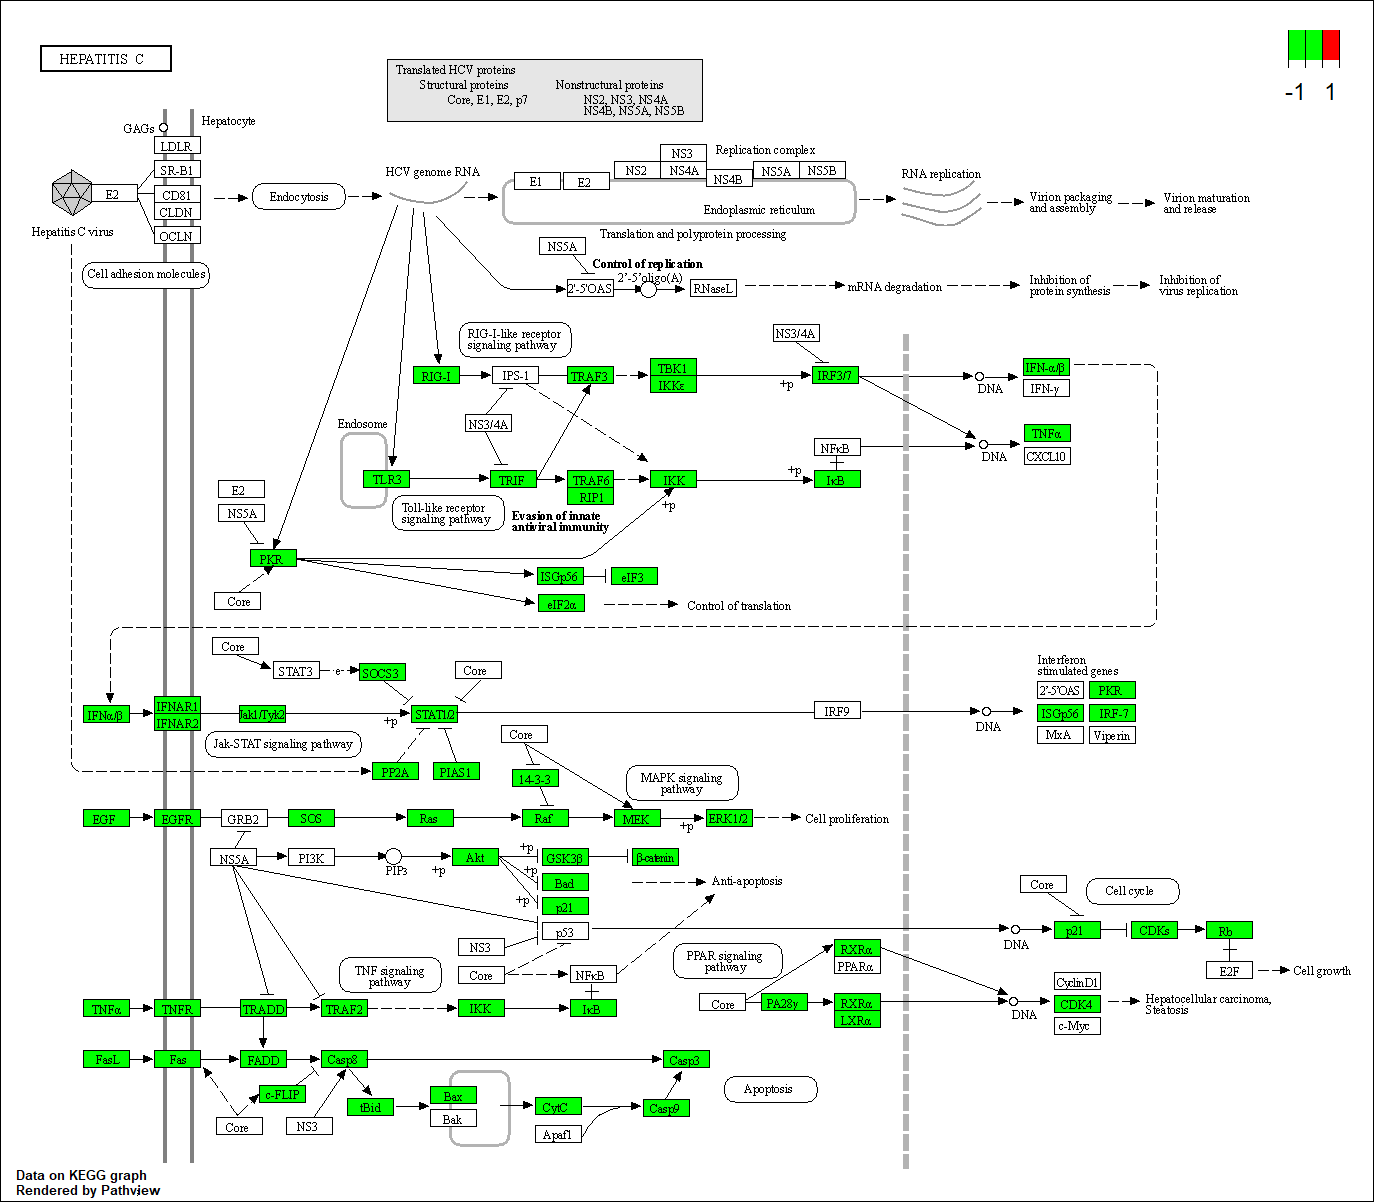 HEPATITIS C
-1 1
Translated HCV proteins
Structural proteins Nonstructural proteins
Core, E1, E2, p7 NS2, NS3, NS4A
NS4B, NS5A, NS5B
GAGs
Hepatocyte
LDLR
SR-B1
E2
CD81
CLDN
OCLN
Hepatitis C virus
Cell adhesion molecules
Endocytosis
HCV genome RNA
E1
E2
NS2
NS3
NS4A
NS4B
NS5A
NS5B
Replication complex
Endoplasmic reticulum
Translation and polyprotein processing
RNA replication
Virion packaging
and assembly
Virion maturation
and release
NS5A
Control of replication
2'-5'oligo(A)
2'-5'OAS
RNaseL
mRNA degradation
Inhibition of
protein synthesis
Inhibition of
virus replication
RIG-I-like receptor
signaling pathway
NS3/4A
RIG-I
IPS-1
TRAF3
TBK1
IKKε
+p
IRF3/7
DNA
IFN-α/β
IFN-γ
NS3/4A
Endosome
TLR3
TRIF
TRAF6
RIP1
IKK
+p
+p
NFκB
IκB
DNA
TNFα
CXCL10
Toll-like receptor
signaling pathway
Evasion of innate
antiviral immunity
E2
NS5A
PKR
Core
ISGp56
eIF3
eIF2α
Control of translation
Core
STAT3
e
SOCS3
Core
IFNα/β
IFNAR1
IFNAR2
Jak1/Tyk2
+p
STAT1/2
IRF9
DNA
Interferon
stimulated genes
2'-5'OAS
PKR
ISGp56
IRF-7
MxA
Viperin
Jak-STAT signaling pathway
PP2A
PIAS1
Core
14-3-3
MAPK signaling
pathway
EGF
EGFR
GRB2
SOS
Ras
Raf
MEK
+p
ERK1/2
Cell proliferation
NS5A
PI3K
PIP3
+p
Akt
+p
+p
+p
GSK3β
β-catenin
Bad
p21
p53
Anti-apoptosis
NS3
Core
NFκB
TNF signaling
pathway
PPAR signaling
pathway
Core
Cell cycle
DNA
p21
CDKs
Rb
E2F
Cell growth
TNFα
TNFR
TRADD
TRAF2
IKK
IκB
Core
PA28γ
RXRα
PPARα
RXRα
LXRα
DNA
CyclinD1
CDK4
c-Myc
Hepatocellular carcinoma,
Steatosis
FasL
Fas
FADD
Casp8
Casp3
c-FLIP
Core
NS3
tBid
Bax
Bak
CytC
Apaf1
Casp9
Apoptosis
Data on KEGG graph
Rendered by Pathview